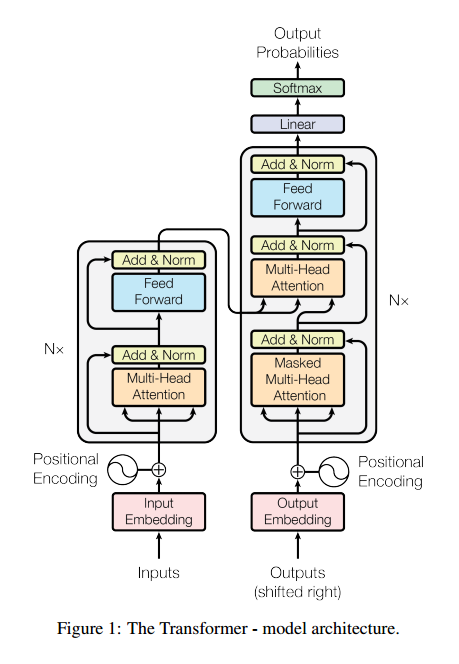 Output
Probabilities
Softmax
Linear
Add & Norm
Feed
Forward
Add & Norm
Multi-Head
Attention
Add & Norm
Masked
Multi-Head
Attention
Nx
Add & Norm
Feed
Forward
Add & Norm
Multi-Head
Attention
N×
Positional
Encoding
Positional
Encoding
Input
Embedding
Output
Embedding
Inputs
Outputs
(shifted right)
Figure 1: The Transformer - model architecture.